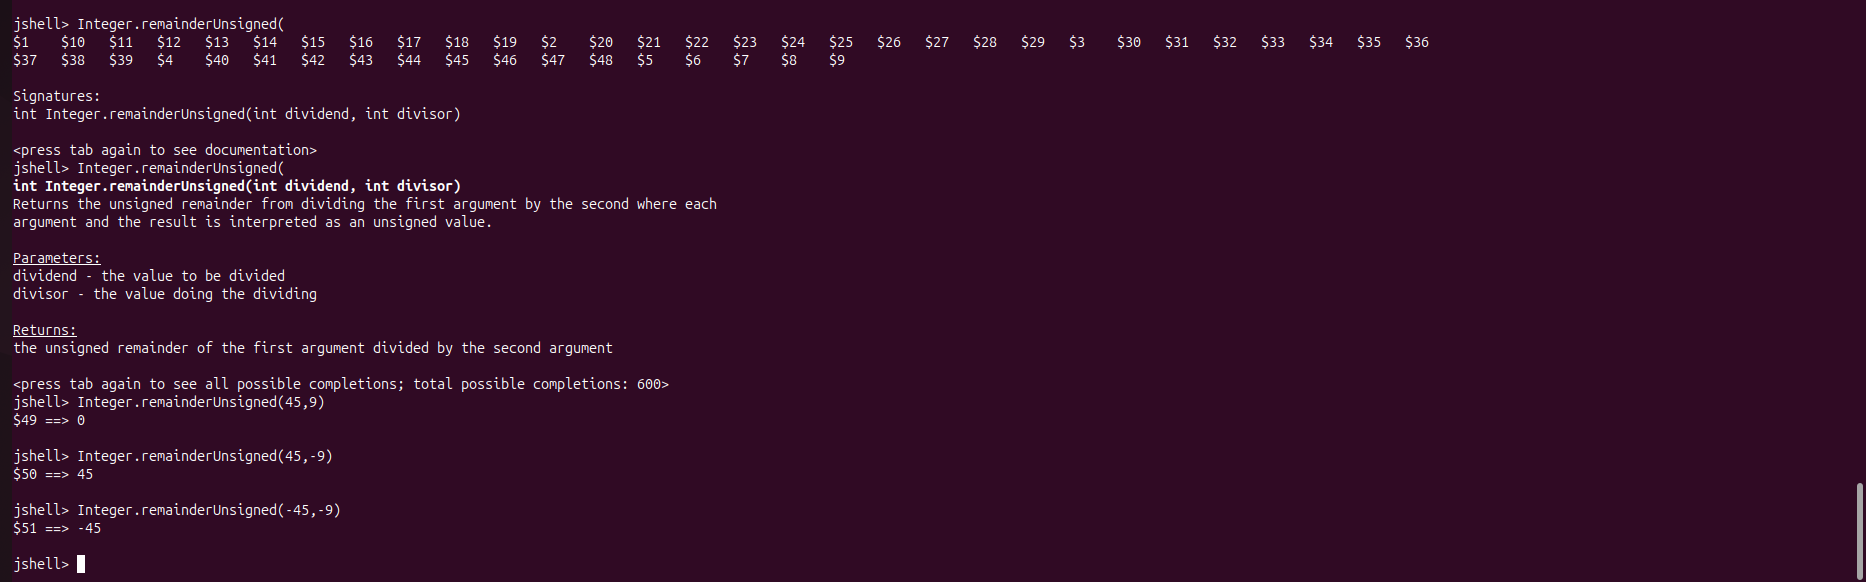 jshell> Integer.remainderUnsigned(
$1 $10 $11 $12 $13 $14 $15 $16 $17 $18 $19 $2 $20 $21 $22 $23 $24 $25 $26 $27 $28 $29 $3 $30 $31 $32 $33 $34 $35 $36
$37 $38 $39 $4 $40 $41 $42 $43 $44 $45 $46 $47 $48 $5 $6 $7 $8 $9
Signatures:
int Integer.remainderUnsigned(int dividend, int divisor)
<press tab again to see documentation>
jshell> Integer.remainderUnsigned(
int Integer.remainderUnsigned(int dividend, int divisor)
Returns the unsigned remainder from dividing the first argument by the second where each
argument and the result is interpreted as an unsigned value.
Parameters:
dividend - the value to be divided
divisor - the value doing the dividing
Returns:
the unsigned remainder of the first argument divided by the second argument
<press tab again to see all possible completions; total possible completions: 600>
jshell> Integer.remainderUnsigned(45,9)
$49 ==> 0
jshell> Integer.remainderUnsigned(45,-9)
$50 ==> 45
jshell> Integer.remainderUnsigned(-45,-9)
$51 ==> -45
jshell>